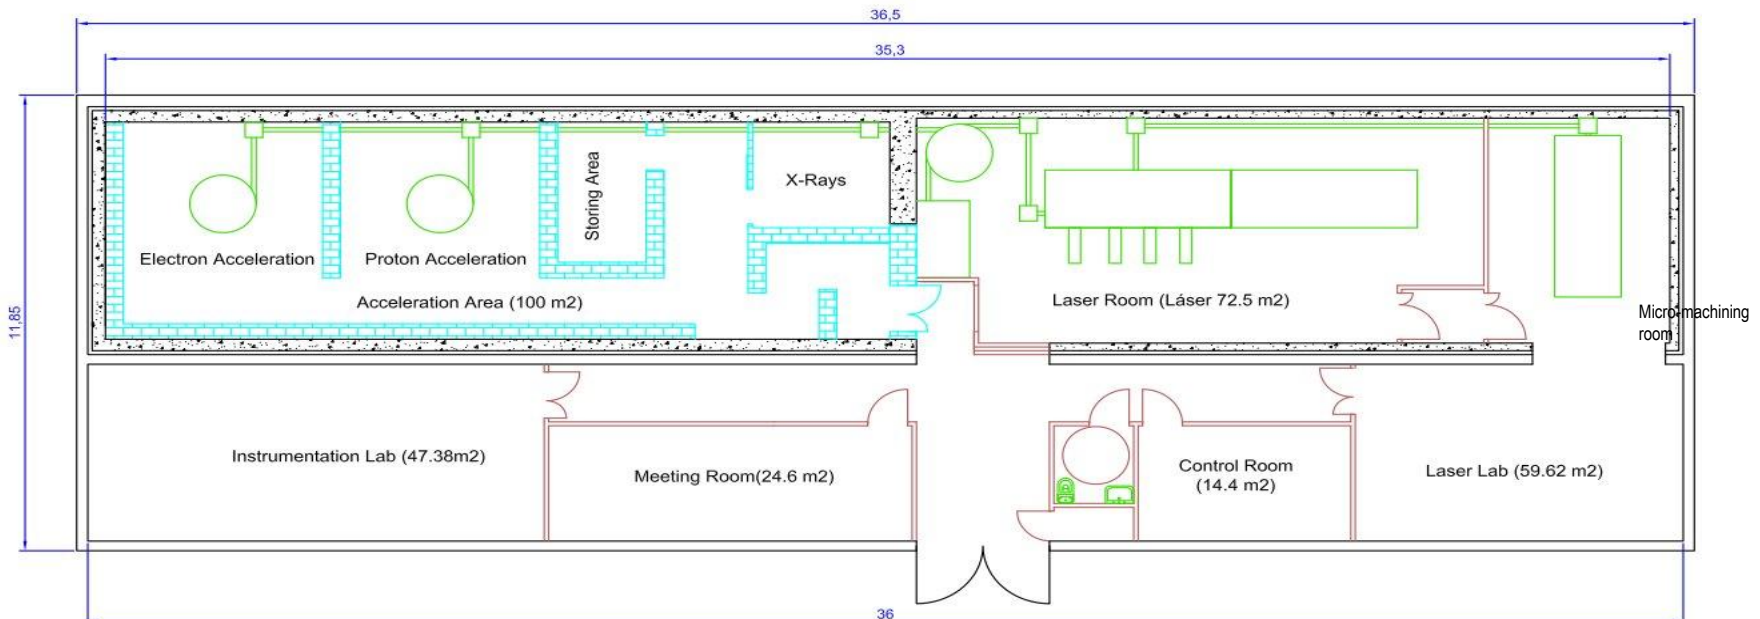 36,5
35,3
11,85
Storing Area
X-Rays
Electron Acceleration
Proton Acceleration
Acceleration Area (100 m2)
Laser Room (Láser 72.5 m2)
Micro-machining
room
Instrumentation Lab (47.38m2)
Meeting Room(24.6 m2)
Control Room
(14.4 m2)
Laser Lab (59.62 m2)
36